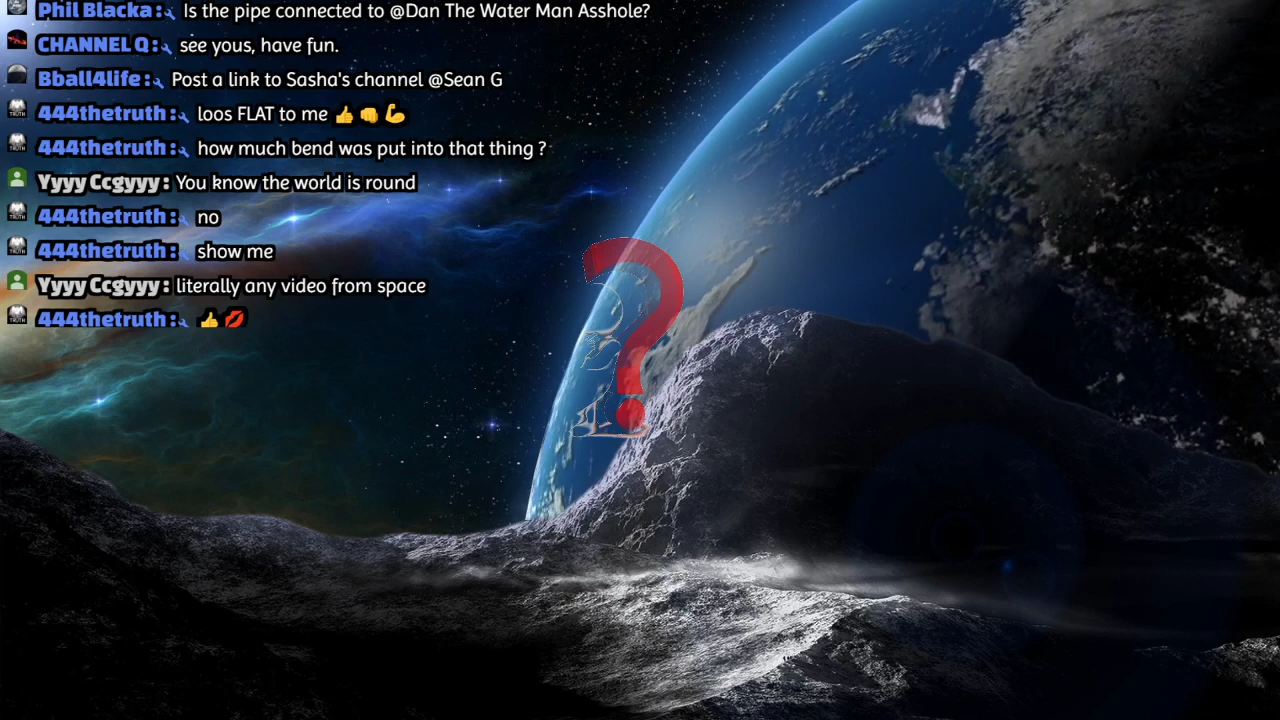 Phil Blacka : Is the pipe connected to @Dan The Water Man Asshole?
CHANNEL Q : see yous, have fun.
Bball4life : Post a link to Sasha's channel @Sean G
444thetruth : loos FLAT to me 👍 👊 💪
444thetruth : how much bend was put into that thing ?
Yyyy Ccgyyy : You know the world is round
444thetruth : no
444thetruth : show me
Yyyy Ccgyyy : literally any video from space
444thetruth : 👍 💋
?